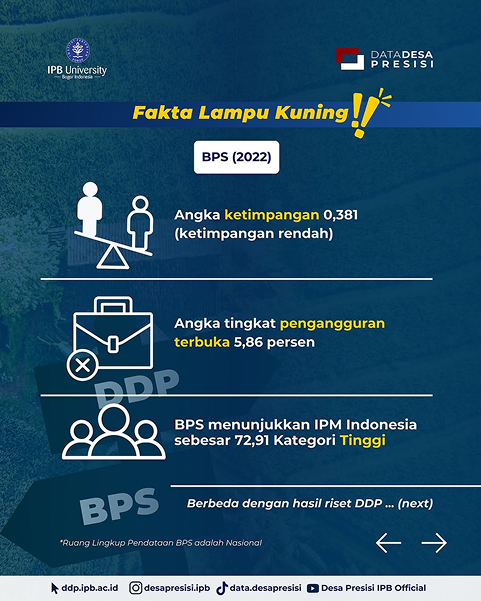 IPB University
Bogor Indonesia
DATADESA
PRESISI
Fakta Lampu Kuning!!
BPS (2022)
Angka ketimpangan 0,381
(ketimpangan rendah)
Angka tingkat pengangguran
terbuka 5,86 persen
DDP
BPS menunjukkan IPM Indonesia
sebesar 72,91 Kategori Tinggi
BPS
Berbeda dengan hasil riset DDP ... (next)
*Ruang Lingkup Pendataan BPS adalah Nasional
ddp.ipb.ac.id desapresisi.ipb data.desapresisi Desa Presisi IPB Official